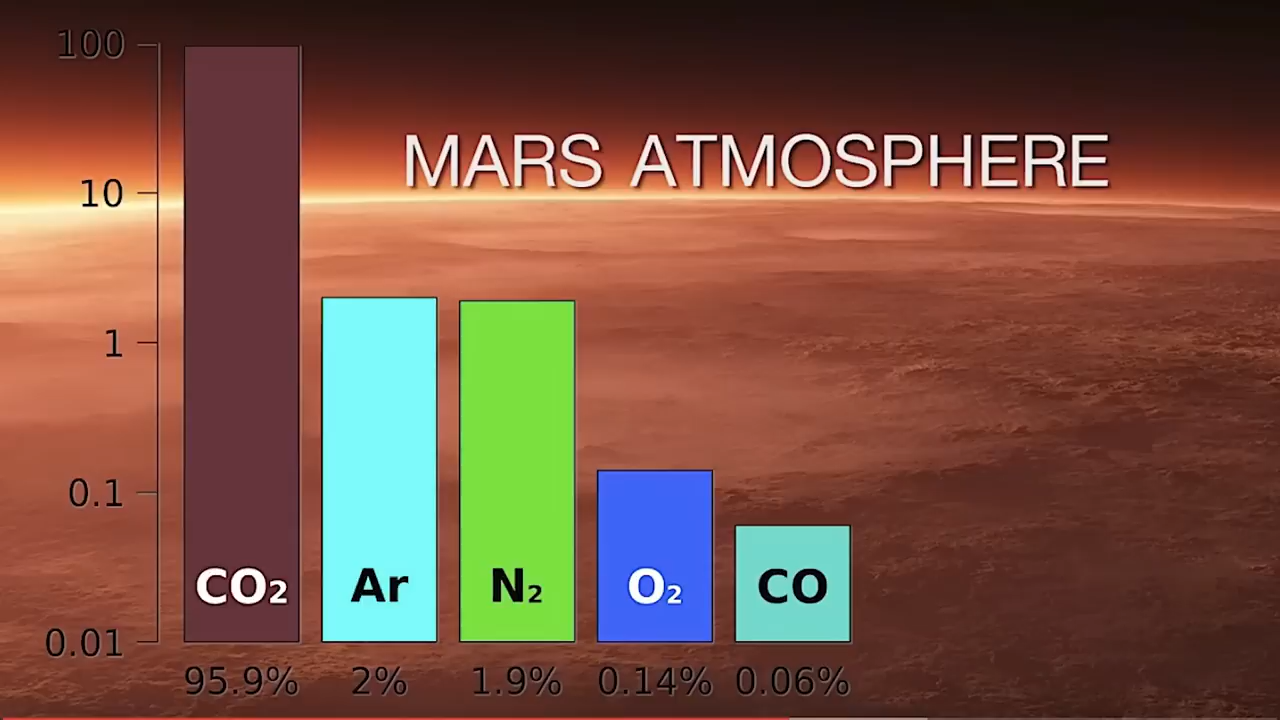 MARS ATMOSPHERE
100
10
1
0.1
0.01
CO₂ Ar N₂ O₂ CO
95.9% 2% 1.9% 0.14% 0.06%